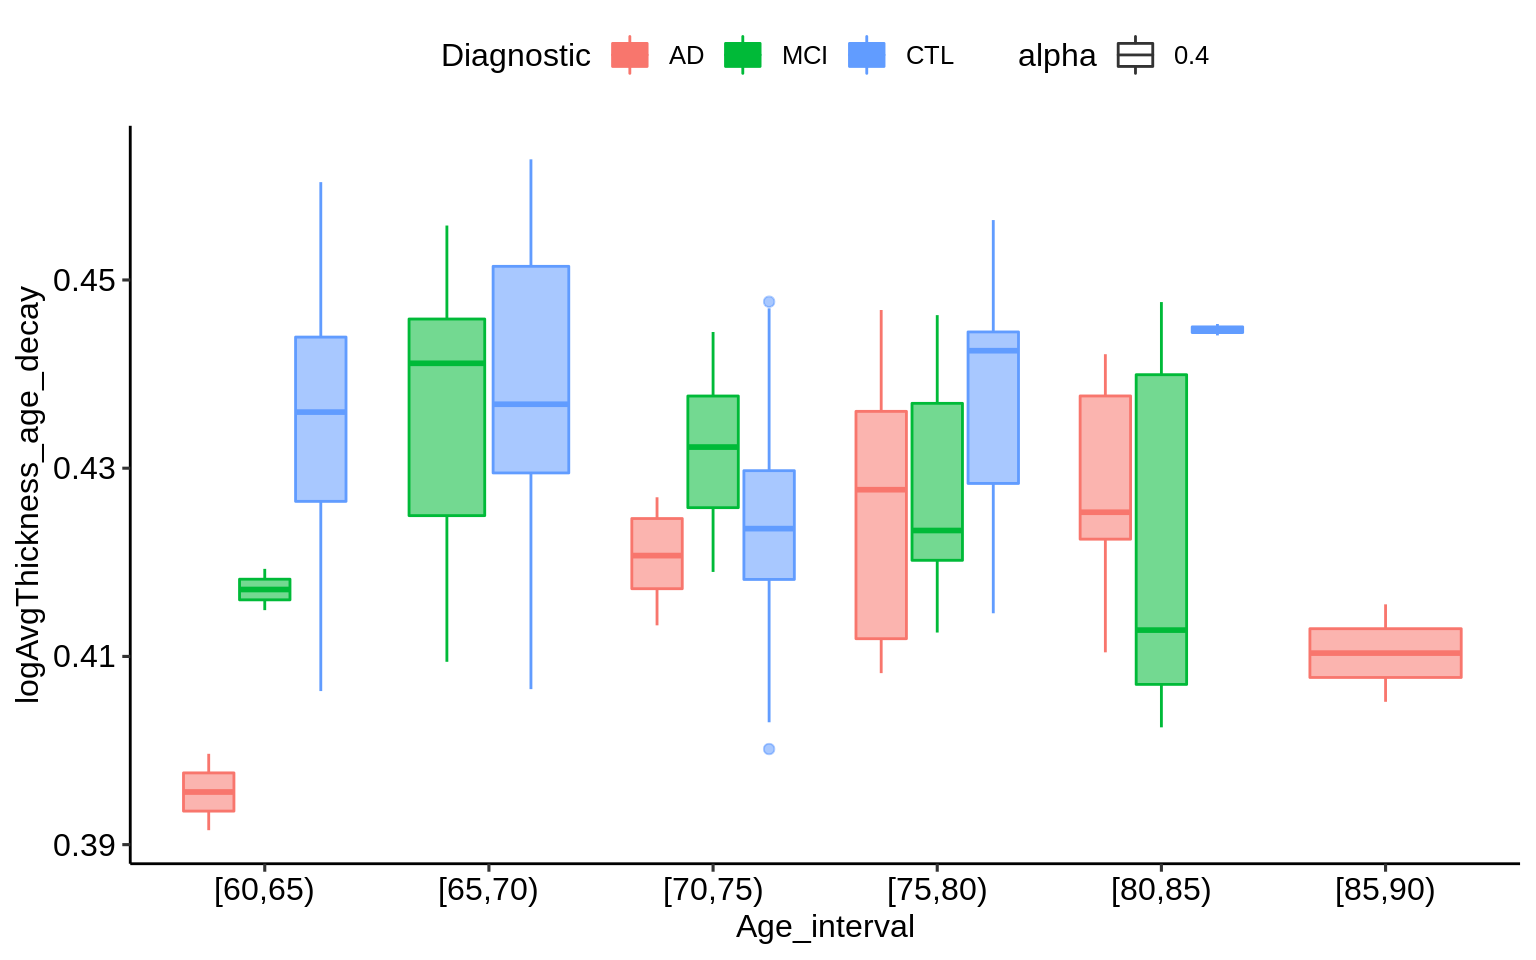 Diagnostic AD MCI CTL alpha 0.4
logAvgThickness_age_decay
0.45
0.43
0.41
0.39
[60,65) [65,70) [70,75) [75,80) [80,85) [85,90)
Age_interval